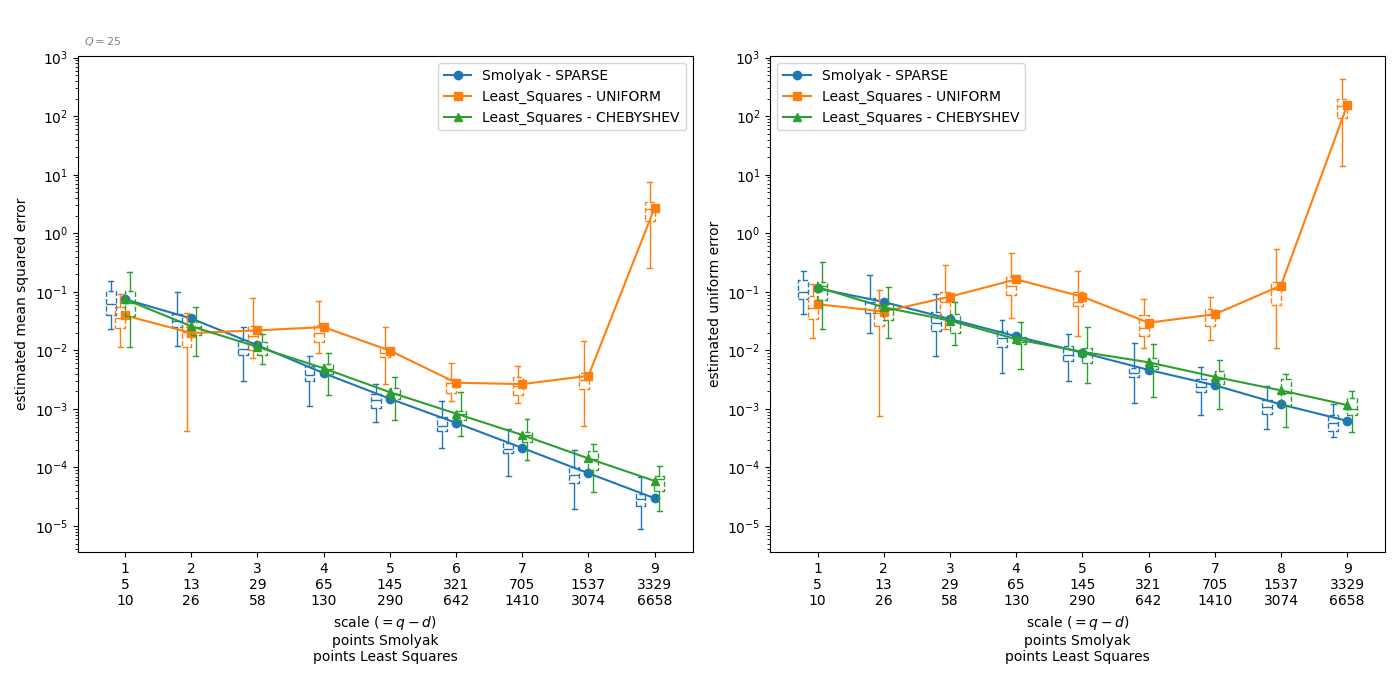 Q = 25
10³
10²
10¹
10⁰
10⁻¹
10⁻²
10⁻³
10⁻⁴
10⁻⁵
estimated mean squared error
Smolyak - SPARSE
Least_Squares - UNIFORM
Least_Squares - CHEBYSHEV
1 2 3 4 5 6 7 8 9
5 13 29 65 145 321 705 1537 3329
10 26 58 130 290 642 1410 3074 6658
scale (= q − d)
points Smolyak
points Least Squares
10³
10²
10¹
10⁰
10⁻¹
10⁻²
10⁻³
10⁻⁴
10⁻⁵
estimated uniform error
Smolyak - SPARSE
Least_Squares - UNIFORM
Least_Squares - CHEBYSHEV
1 2 3 4 5 6 7 8 9
5 13 29 65 145 321 705 1537 3329
10 26 58 130 290 642 1410 3074 6658
scale (= q − d)
points Smolyak
points Least Squares